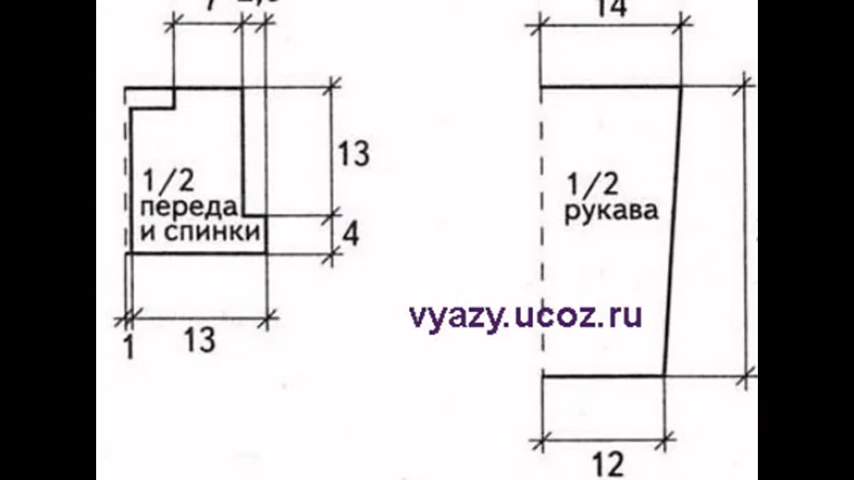 14
13
1/2
переда
и спинки
4
1/2
рукава
vyazy.ucoz.ru
1
13
12